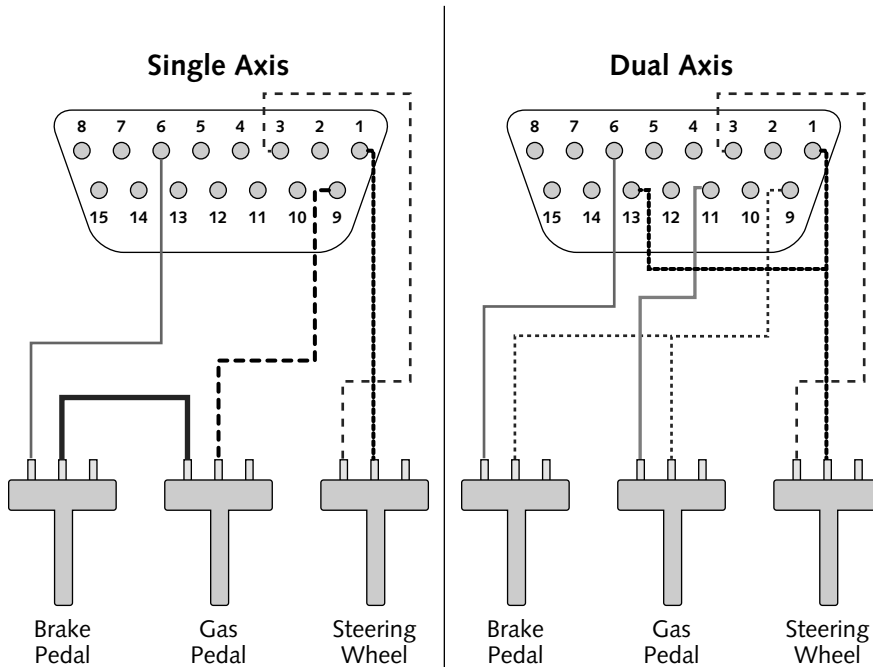 Single Axis
8 7 6 5 4 3 2 1
15 14 13 12 11 10 9
Brake
Pedal
Gas
Pedal
Steering
Wheel
Dual Axis
8 7 6 5 4 3 2 1
15 14 13 12 11 10 9
Brake
Pedal
Gas
Pedal
Steering
Wheel